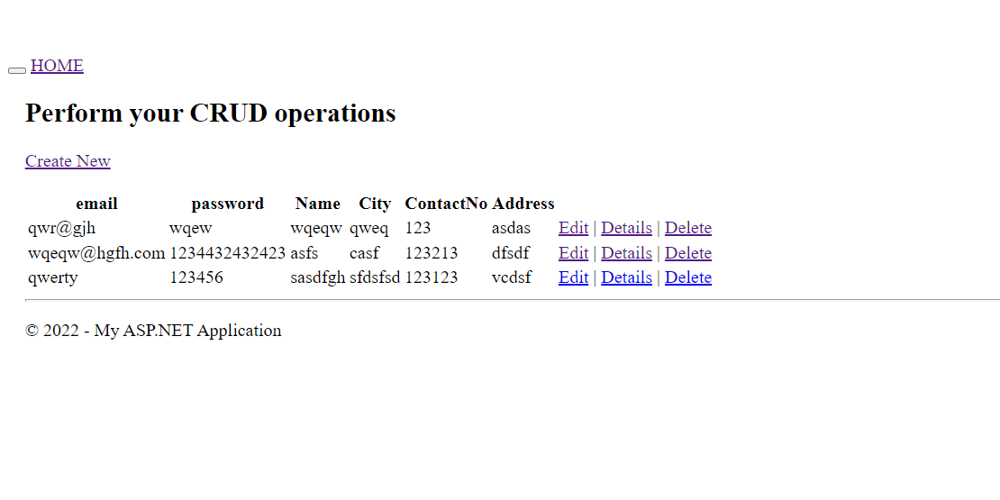 HOME
Perform your CRUD operations
Create New
email password Name City ContactNo Address
qwr@gjh wqew wqeqw qweq 123 asdas Edit | Details | Delete
wqeqw@hgfh.com 1234432432423 asfs casf 123213 dfsdf Edit | Details | Delete
qwerty 123456 sasdfgh sfdsfsd 123123 vcdsf Edit | Details | Delete
© 2022 - My ASP.NET Application